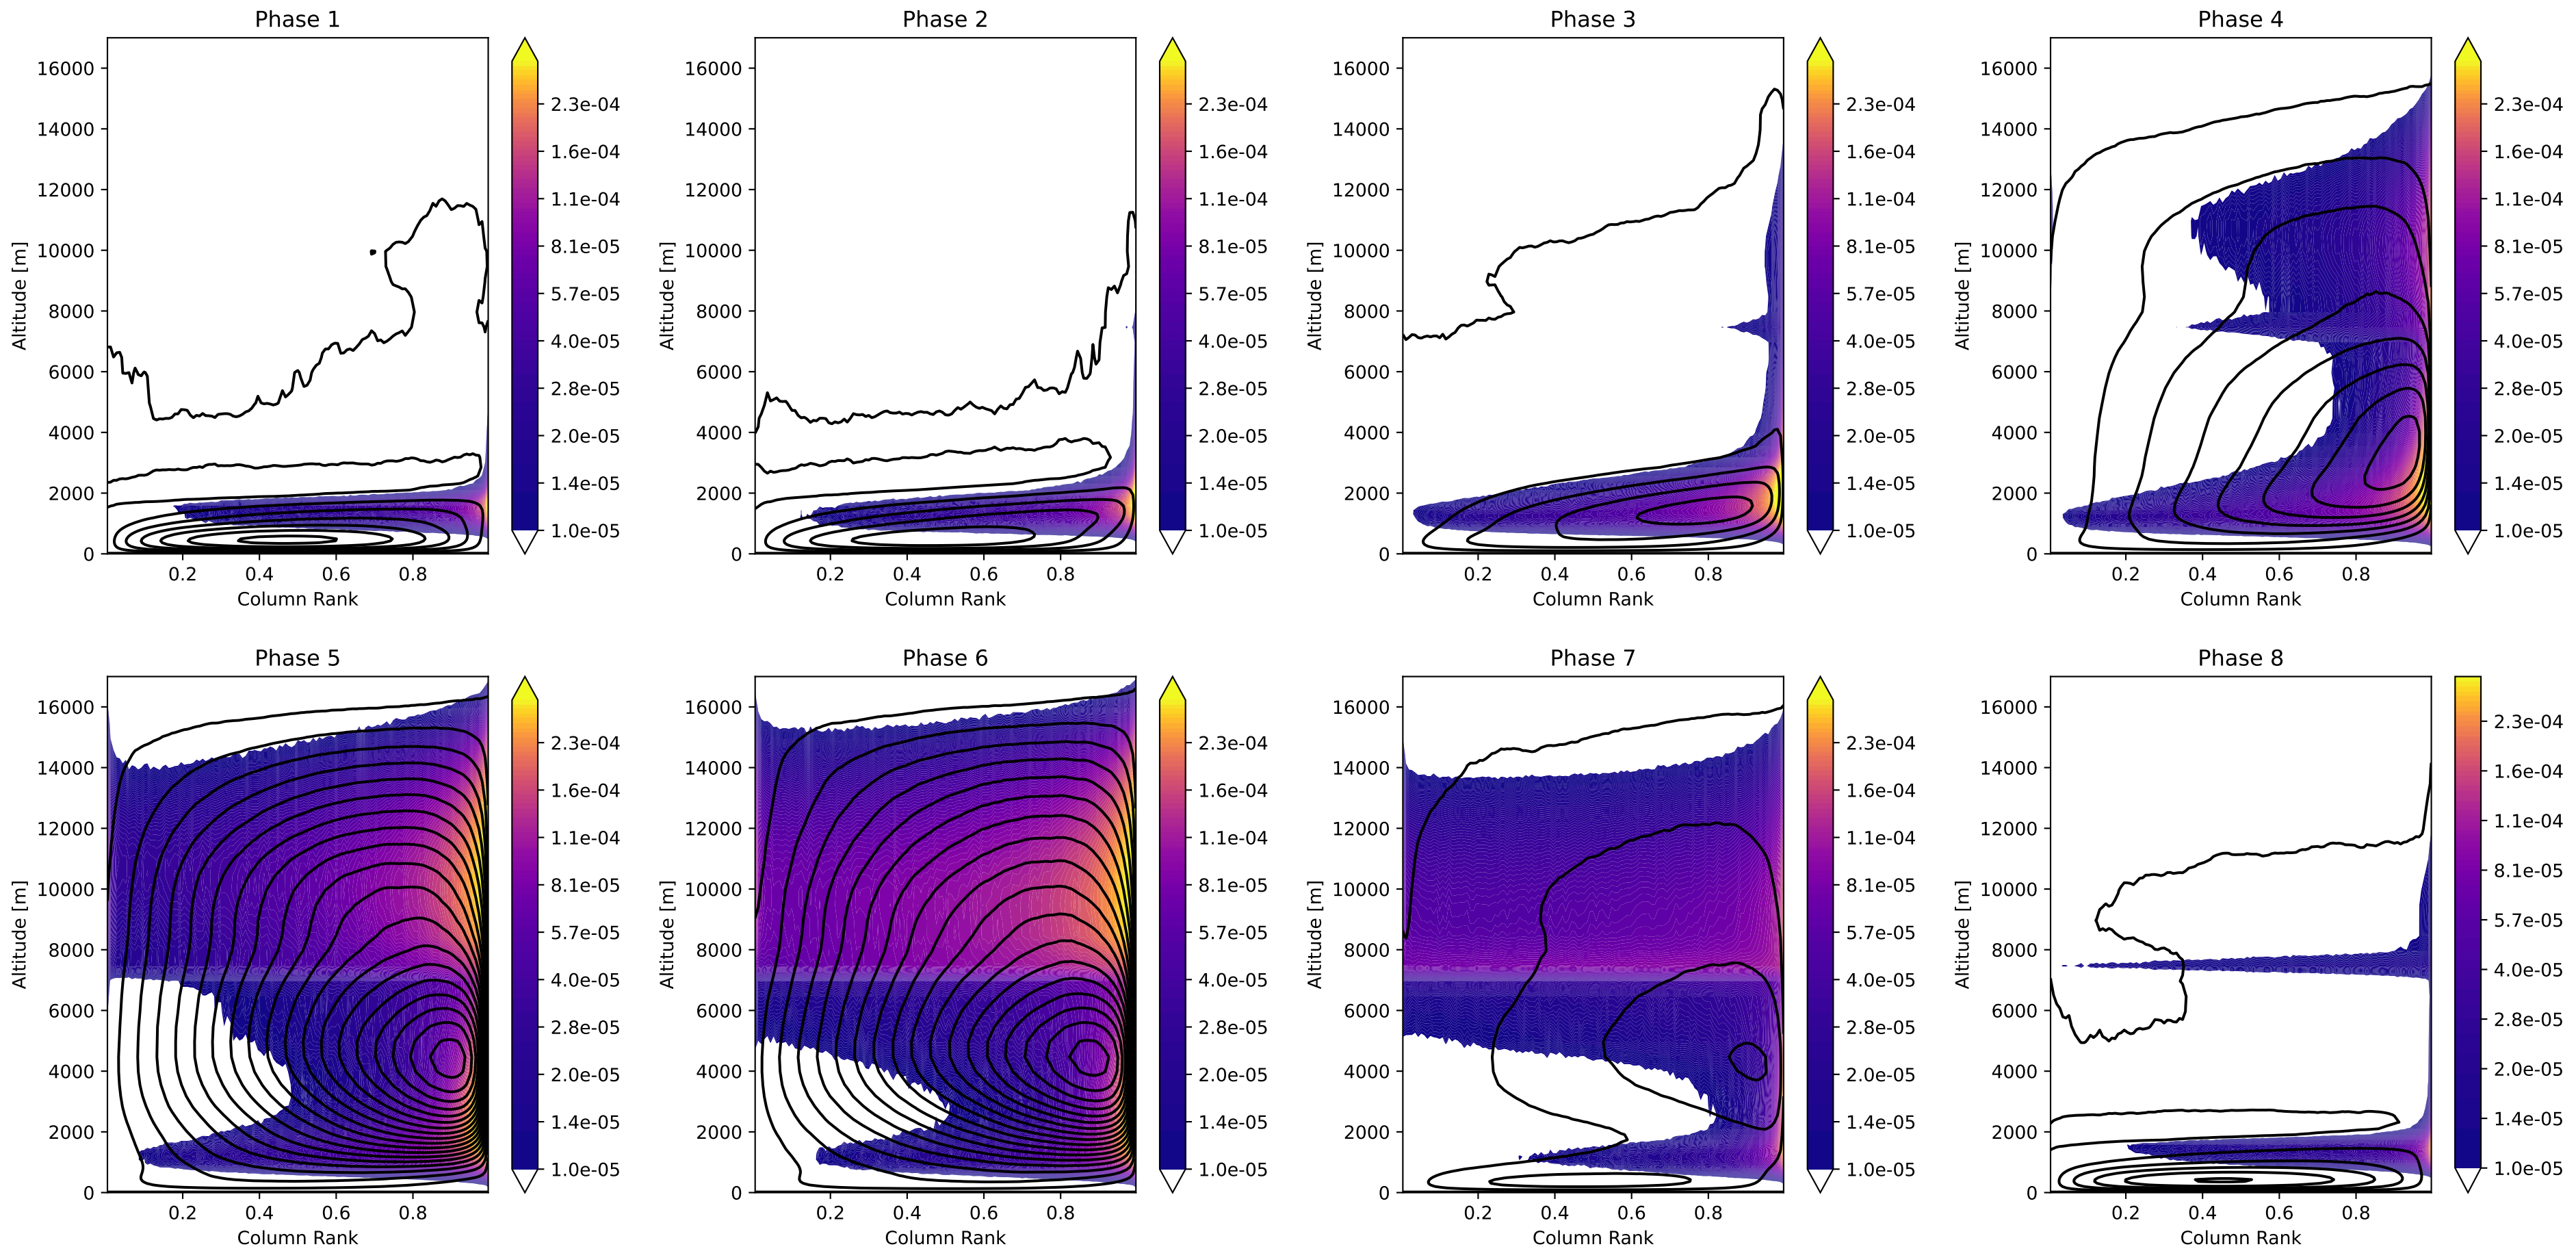 Phase 1
Altitude [m]
16000
14000
12000
10000
8000
6000
4000
2000
0
0.2 0.4 0.6 0.8
Column Rank
2.3e-04
1.6e-04
1.1e-04
8.1e-05
5.7e-05
4.0e-05
2.8e-05
2.0e-05
1.4e-05
1.0e-05
Phase 2
Altitude [m]
16000
14000
12000
10000
8000
6000
4000
2000
0
0.2 0.4 0.6 0.8
Column Rank
2.3e-04
1.6e-04
1.1e-04
8.1e-05
5.7e-05
4.0e-05
2.8e-05
2.0e-05
1.4e-05
1.0e-05
Phase 3
Altitude [m]
16000
14000
12000
10000
8000
6000
4000
2000
0
0.2 0.4 0.6 0.8
Column Rank
2.3e-04
1.6e-04
1.1e-04
8.1e-05
5.7e-05
4.0e-05
2.8e-05
2.0e-05
1.4e-05
1.0e-05
Phase 4
Altitude [m]
16000
14000
12000
10000
8000
6000
4000
2000
0
0.2 0.4 0.6 0.8
Column Rank
2.3e-04
1.6e-04
1.1e-04
8.1e-05
5.7e-05
4.0e-05
2.8e-05
2.0e-05
1.4e-05
1.0e-05
Phase 5
Altitude [m]
16000
14000
12000
10000
8000
6000
4000
2000
0
0.2 0.4 0.6 0.8
Column Rank
2.3e-04
1.6e-04
1.1e-04
8.1e-05
5.7e-05
4.0e-05
2.8e-05
2.0e-05
1.4e-05
1.0e-05
Phase 6
Altitude [m]
16000
14000
12000
10000
8000
6000
4000
2000
0
0.2 0.4 0.6 0.8
Column Rank
2.3e-04
1.6e-04
1.1e-04
8.1e-05
5.7e-05
4.0e-05
2.8e-05
2.0e-05
1.4e-05
1.0e-05
Phase 7
Altitude [m]
16000
14000
12000
10000
8000
6000
4000
2000
0
0.2 0.4 0.6 0.8
Column Rank
2.3e-04
1.6e-04
1.1e-04
8.1e-05
5.7e-05
4.0e-05
2.8e-05
2.0e-05
1.4e-05
1.0e-05
Phase 8
Altitude [m]
16000
14000
12000
10000
8000
6000
4000
2000
0
0.2 0.4 0.6 0.8
Column Rank
2.3e-04
1.6e-04
1.1e-04
8.1e-05
5.7e-05
4.0e-05
2.8e-05
2.0e-05
1.4e-05
1.0e-05